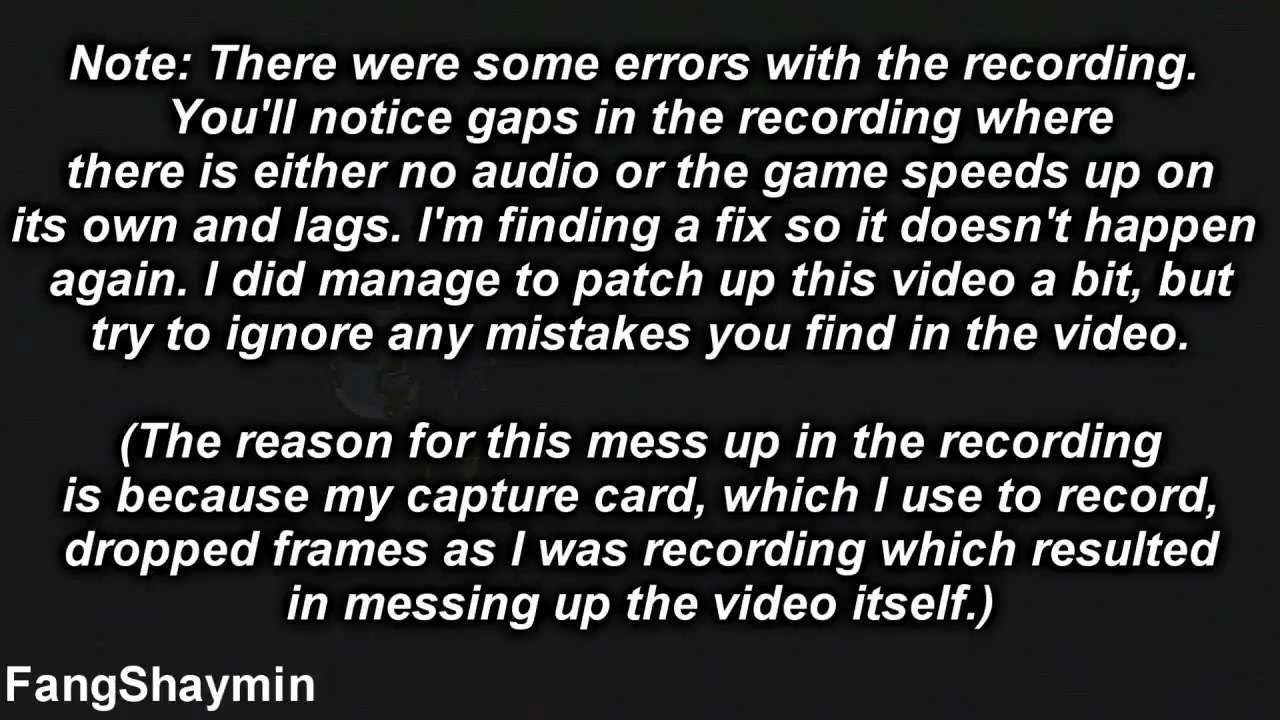 Note: There were some errors with the recording.
You'll notice gaps in the recording where
there is either no audio or the game speeds up on
its own and lags. I'm finding a fix so it doesn't happen
again. I did manage to patch up this video a bit, but
try to ignore any mistakes you find in the video.
(The reason for this mess up in the recording
is because my capture card, which I use to record,
dropped frames as I was recording which resulted
in messing up the video itself.)
FangShaymin